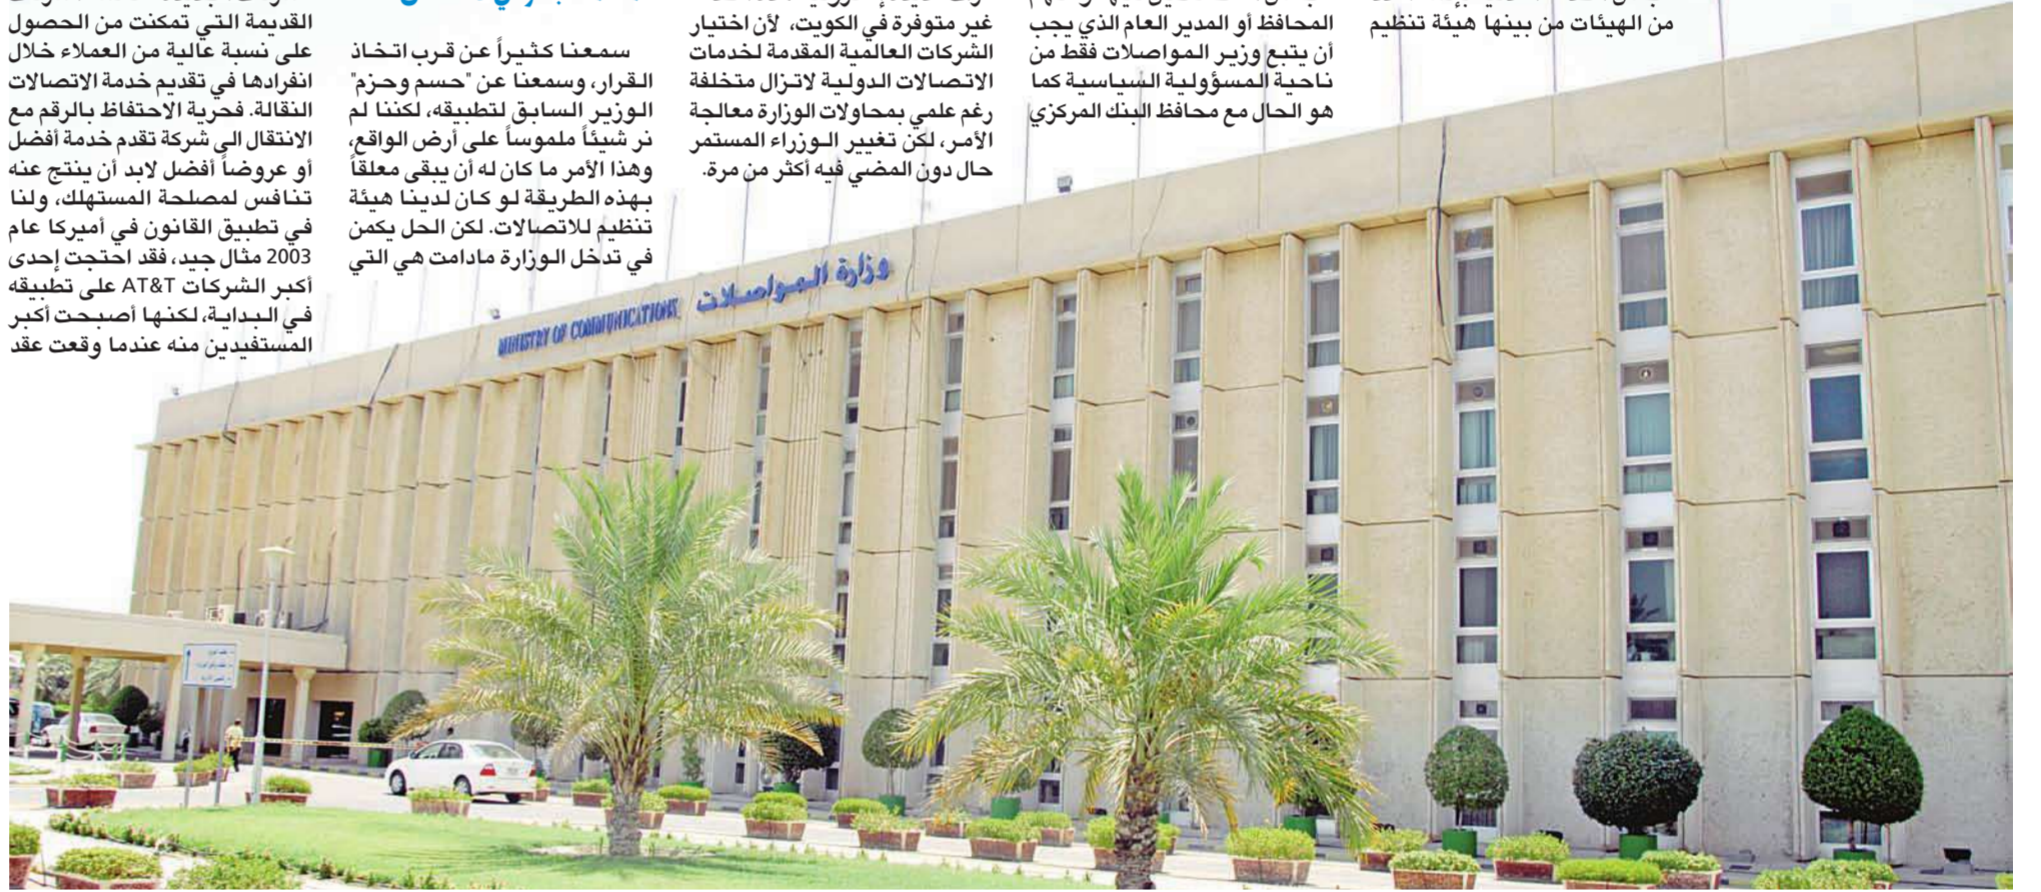 من الهيئات من بينها هيئة تنظيم
المحافظ أو المدير العام الذي يجب
أن يتبع وزير المواصلات فقط من
ناحية المسؤولية السياسية كما
هو الحال مع محافظ البنك المركزي
غير متوفرة في الكويت، لأن اختيار
الشركات العالمية المقدمة لخدمات
الاتصالات الدولية لاتزال متخلفة
رغم علمي بمحاولات الوزارة معالجة
الأمر، لكن تغيير الوزراء المستمر
حال دون المضي فيه أكثر من مرة.
سمعنا كثيراً عن قرب اتخاذ
القرار، وسمعنا عن "حسم وحزم"
الوزير السابق لتطبيقه، لكننا لم
نر شيئاً ملموساً على أرض الواقع،
وهذا الأمر ما كان له أن يبقى معلقاً
بهذه الطريقة لو كان لدينا هيئة
تنظيم للاتصالات. لكن الحل يكمن
في تدخل الوزارة مادامت هي التي
القديمة التي تمكنت من الحصول
على نسبة عالية من العملاء خلال
انفرادها في تقديم خدمة الاتصالات
النقالة. فحرية الاحتفاظ بالرقم مع
الانتقال الى شركة تقدم خدمة أفضل
أو عروضاً أفضل لابد أن ينتج عنه
تنافس لمصلحة المستهلك، ولنا
في تطبيق القانون في أميركا عام
2003 مثال جيد، فقد احتجت إحدى
أكبر الشركات AT&T على تطبيقه
في البداية، لكنها أصبحت أكبر
المستفيدين منه عندما وقعت عقد
وزارة المواصلات
MINISTRY OF COMMUNICATIONS